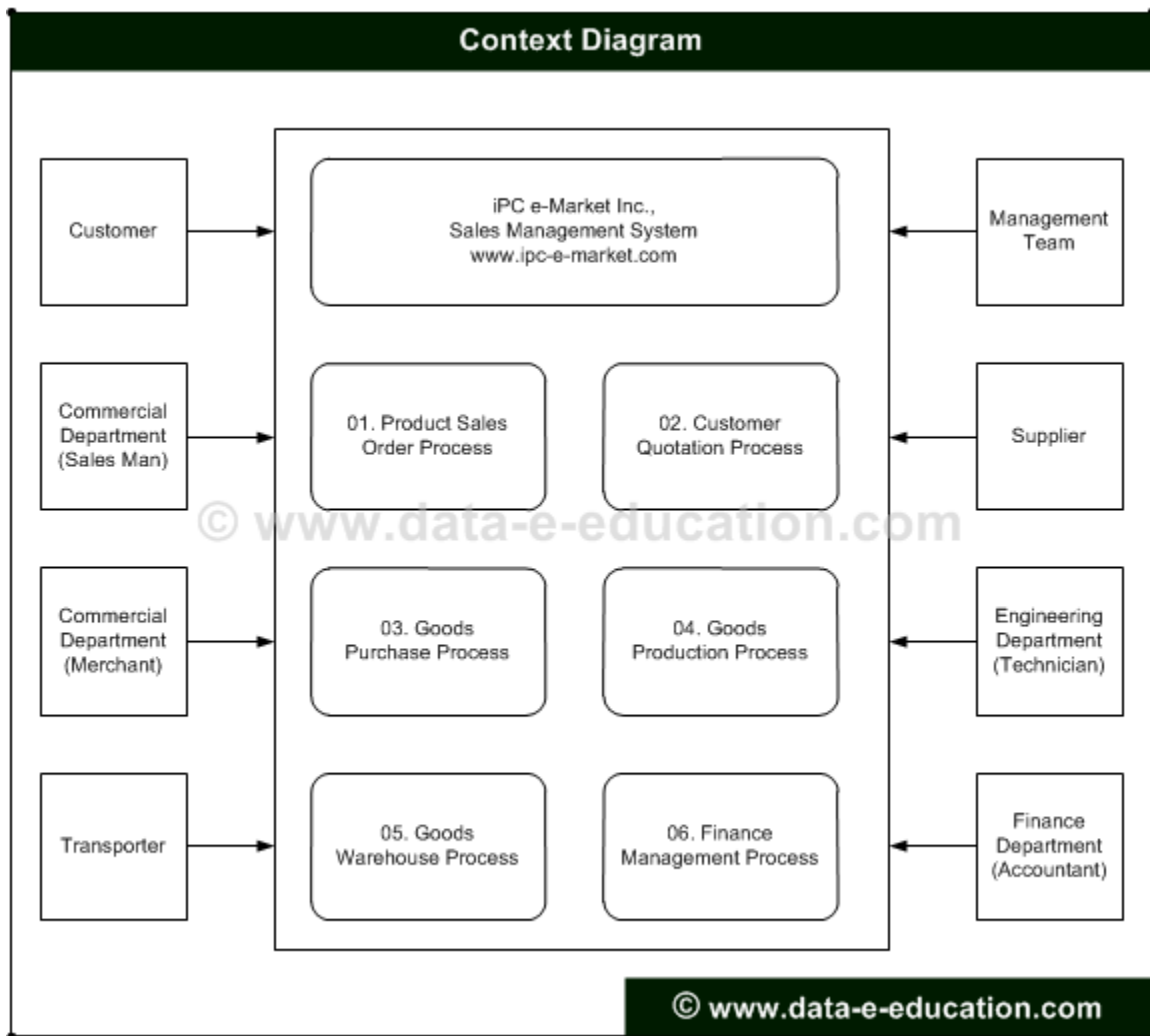 Context Diagram
Customer
iPC e-Market Inc.,
Sales Management System
www.ipc-e-market.com
Management
Team
Commercial
Department
(Sales Man)
01. Product Sales
Order Process
02. Customer
Quotation Process
Supplier
© www.data-e-education.com
Commercial
Department
(Merchant)
03. Goods
Purchase Process
04. Goods
Production Process
Engineering
Department
(Technician)
Transporter
05. Goods
Warehouse Process
06. Finance
Management Process
Finance
Department
(Accountant)
© www.data-e-education.com